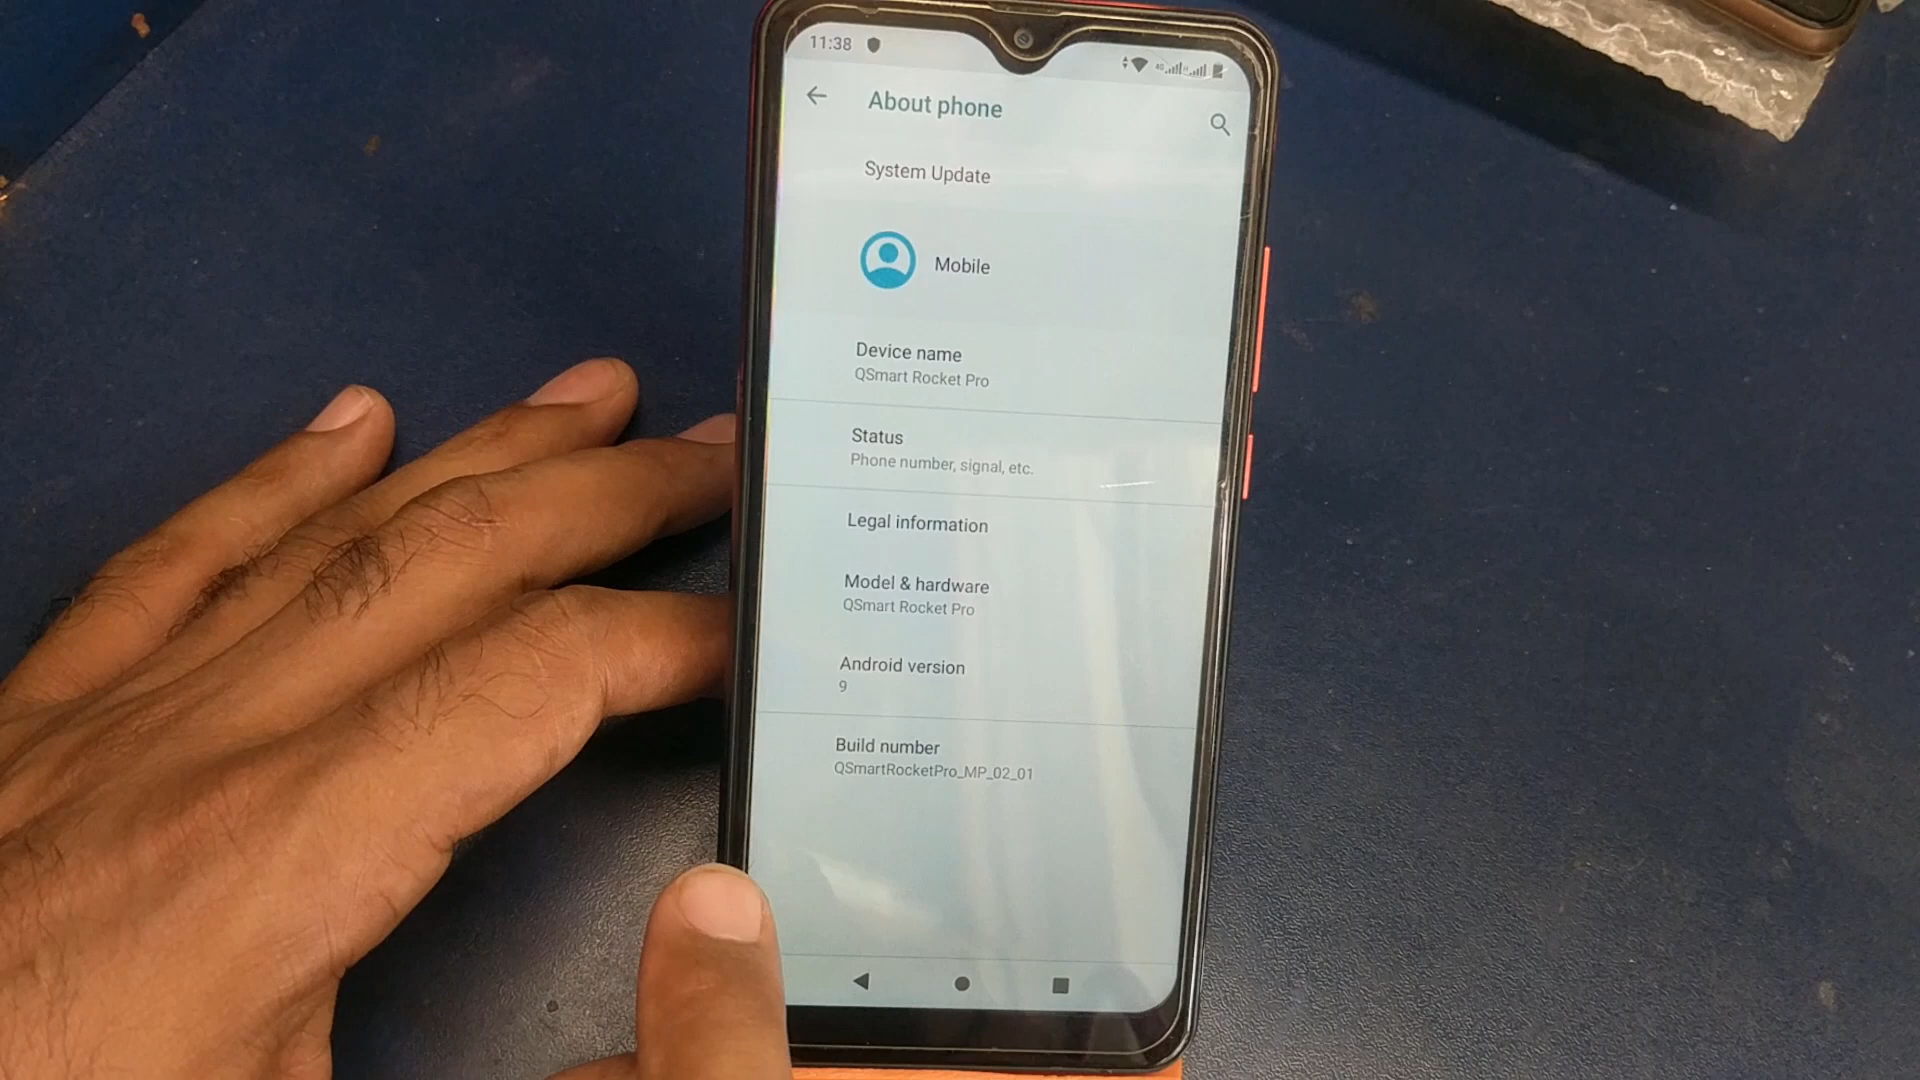 11:38
4G
About phone
System Update
Mobile
Device name
QSmart Rocket Pro
Status
Phone number, signal, etc.
Legal information
Model & hardware
QSmart Rocket Pro
Android version
9
Build number
QSmartRocketPro_MP_02_01